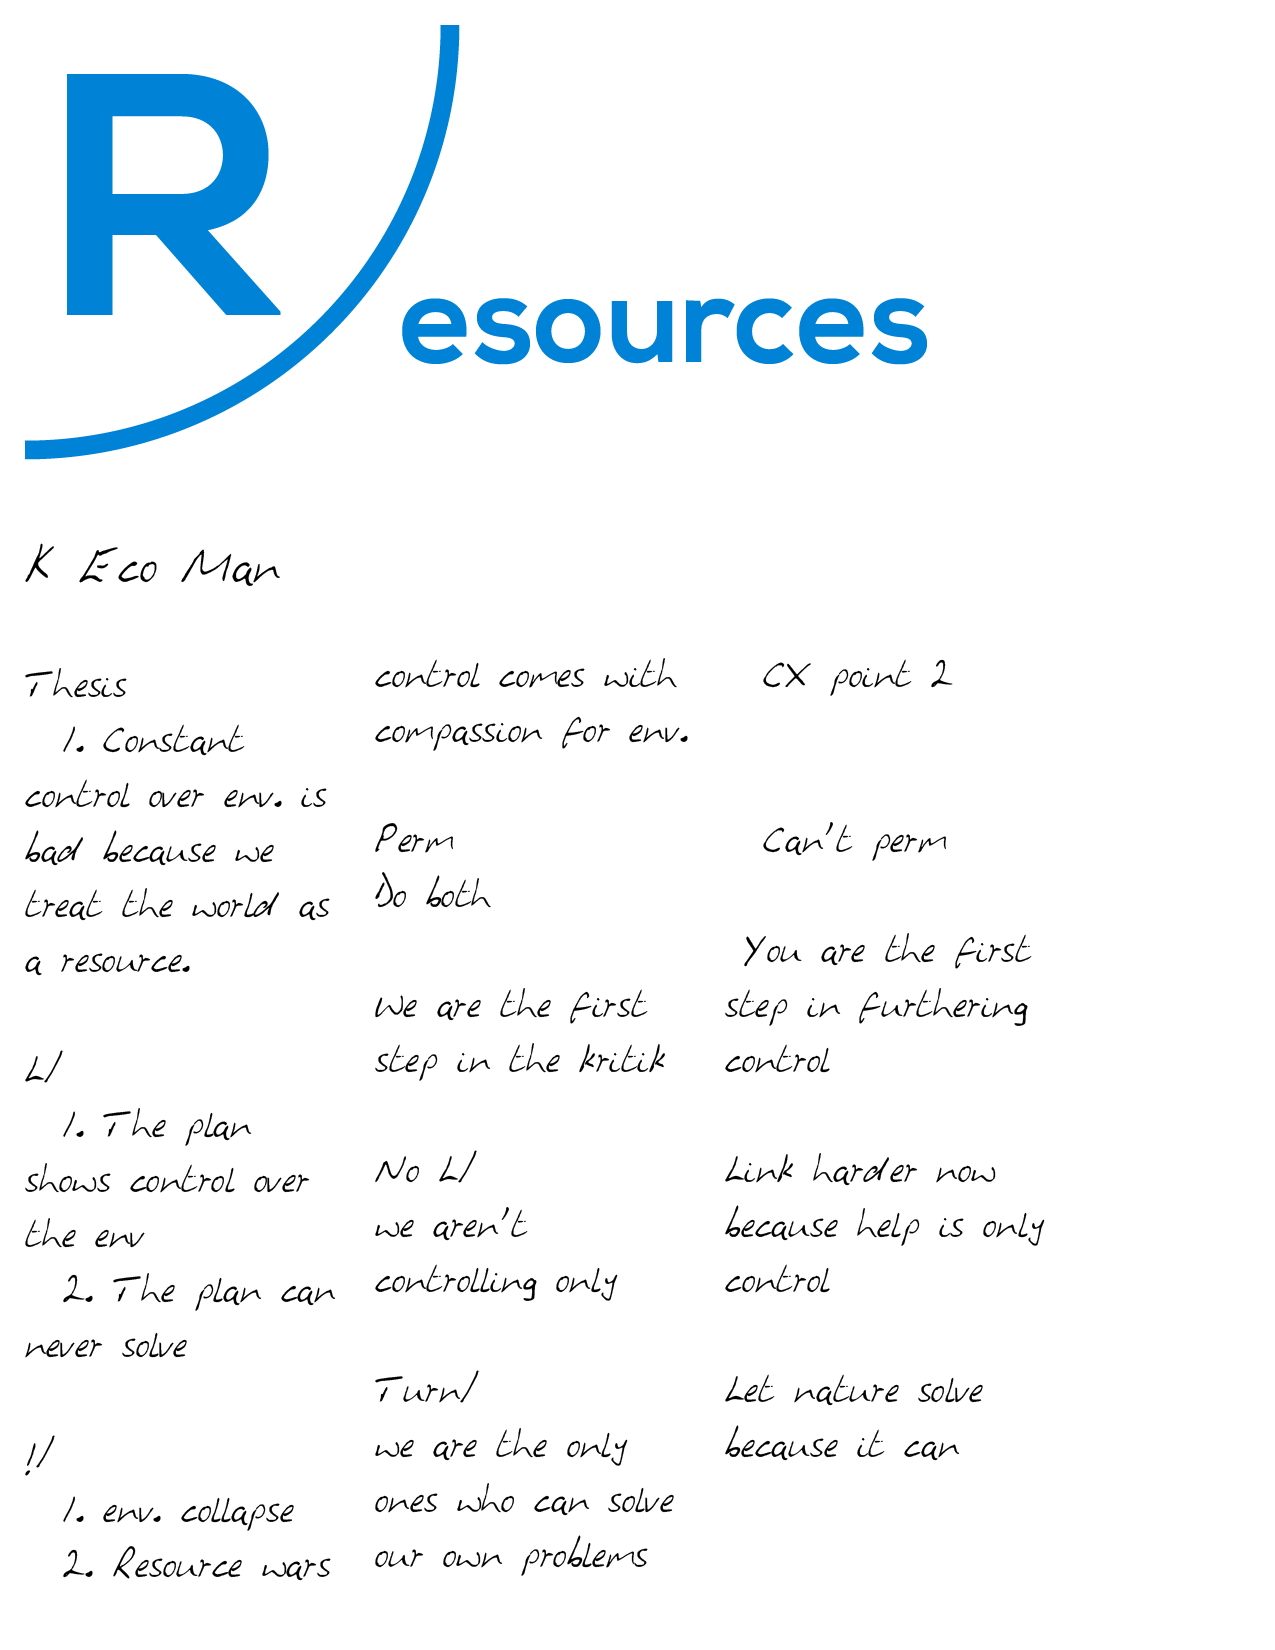 Resources
K Eco Man
Thesis
1. Constant
control over env. is
bad because we
treat the world as
a resource.
L/
1. The plan
shows control over
the env
2. The plan can
never solve
!/
1. env. collapse
2. Resource wars
control comes with
compassion for env.
Perm
Do both
We are the first
step in the kritik
No L/
we aren't
controlling only
Turn/
we are the only
ones who can solve
our own problems
CX point 2
Can't perm
You are the first
step in furthering
control
Link harder now
because help is only
control
Let nature solve
because it can